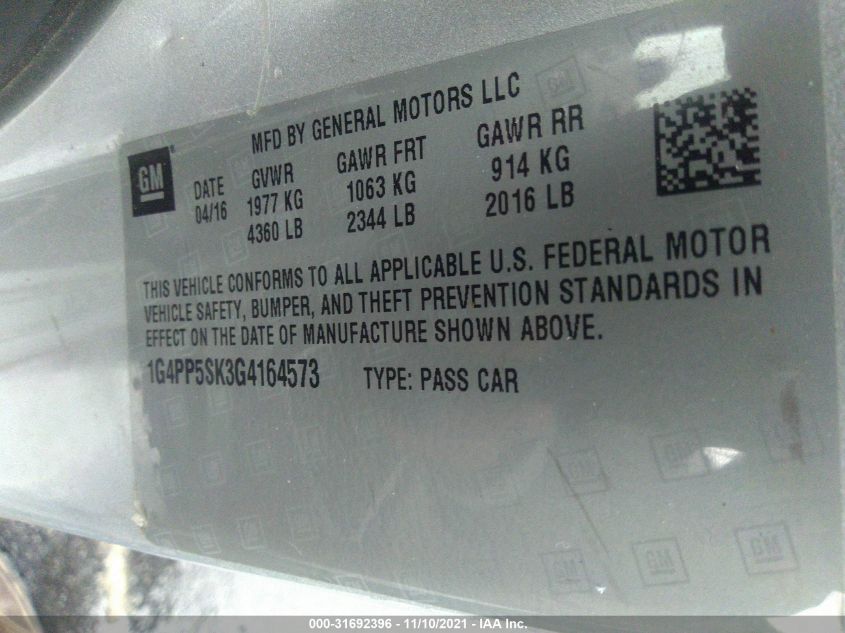 MFD BY GENERAL MOTORS LLC
GM
DATE GVWR GAWR FRT GAWR RR
04/16 1977 KG 1063 KG 914 KG
4360 LB 2344 LB 2016 LB
THIS VEHICLE CONFORMS TO ALL APPLICABLE U.S. FEDERAL MOTOR
VEHICLE SAFETY, BUMPER, AND THEFT PREVENTION STANDARDS IN
EFFECT ON THE DATE OF MANUFACTURE SHOWN ABOVE.
1G4PP5SK3G4164573 TYPE: PASS CAR
000-31692396 - 11/10/2021 - IAA Inc.